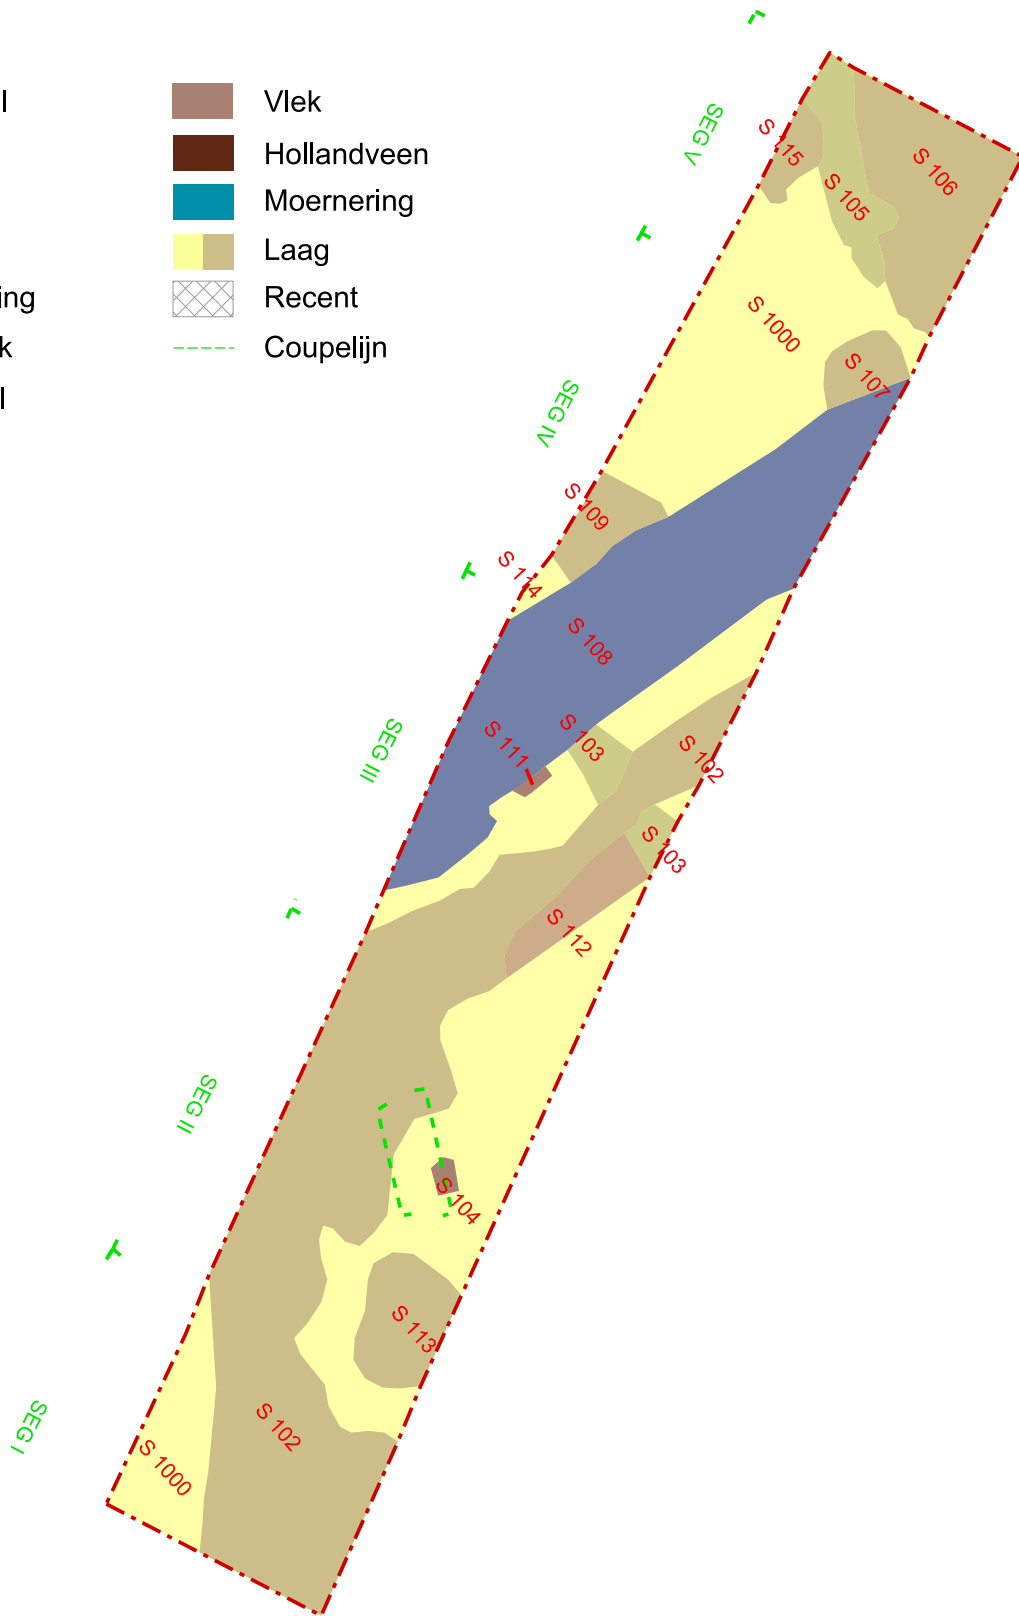 l
Vlek
Hollandveen
Moernering
Laag
ing
Recent
k
Coupelijn
l
SEG V
S 115
S 106
S 105
S 1000
S 107
SEG IV
S 109
S 114
S 108
SEG III
S 111
S 103
S 102
S 103
S 112
SEG II
S 104
S 113
SEG I
S 102
S 1000